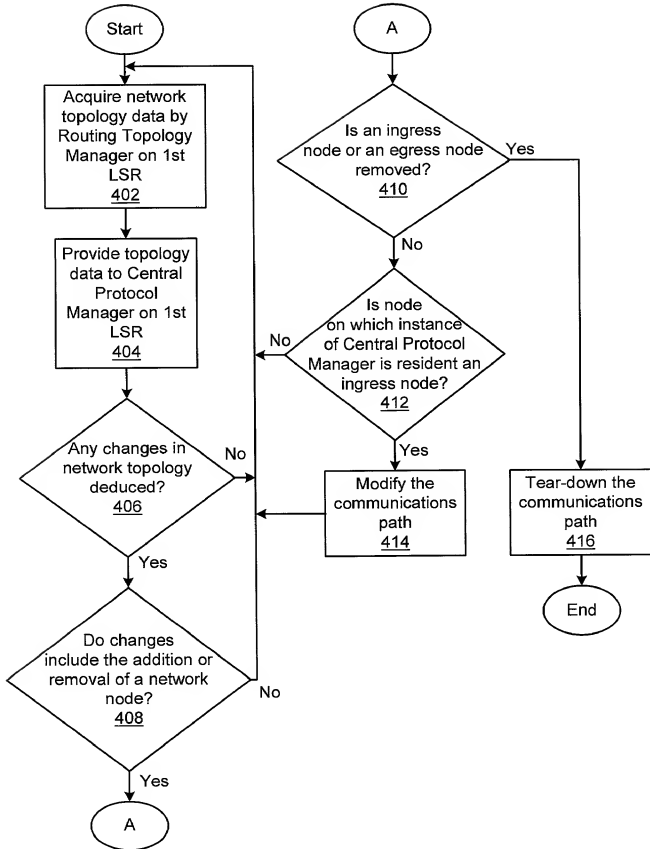 Start
Acquire network
topology data by
Routing Topology
Manager on 1st
LSR
402
Provide topology
data to Central
Protocol
Manager on 1st
LSR
404
Any changes in
network topology
deduced?
406
No
Yes
Do changes
include the addition or
removal of a network
node?
408
No
Yes
A
A
Is an ingress
node or an egress node
removed?
410
Yes
No
Is node
on which instance
of Central Protocol
Manager is resident an
ingress node?
412
No
Yes
Modify the
communications
path
414
Tear-down the
communications
path
416
End